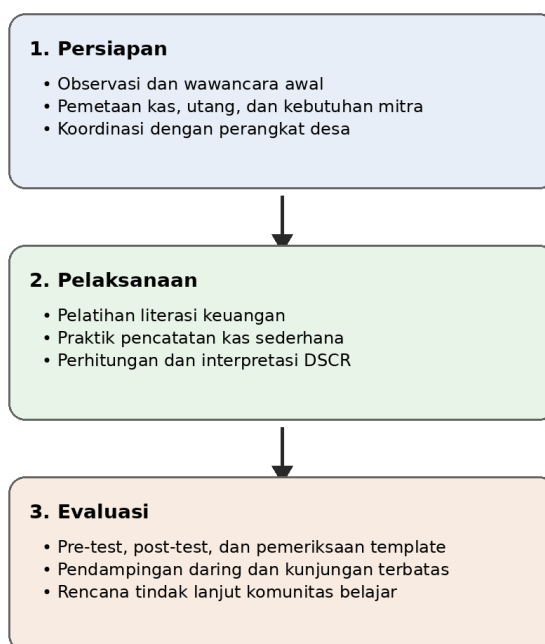 1. Persiapan
• Observasi dan wawancara awal
• Pemetaan kas, utang, dan kebutuhan mitra
• Koordinasi dengan perangkat desa
2. Pelaksanaan
• Pelatihan literasi keuangan
• Praktik pencatatan kas sederhana
• Perhitungan dan interpretasi DSCR
3. Evaluasi
• Pre-test, post-test, dan pemeriksaan template
• Pendampingan daring dan kunjungan terbatas
• Rencana tindak lanjut komunitas belajar